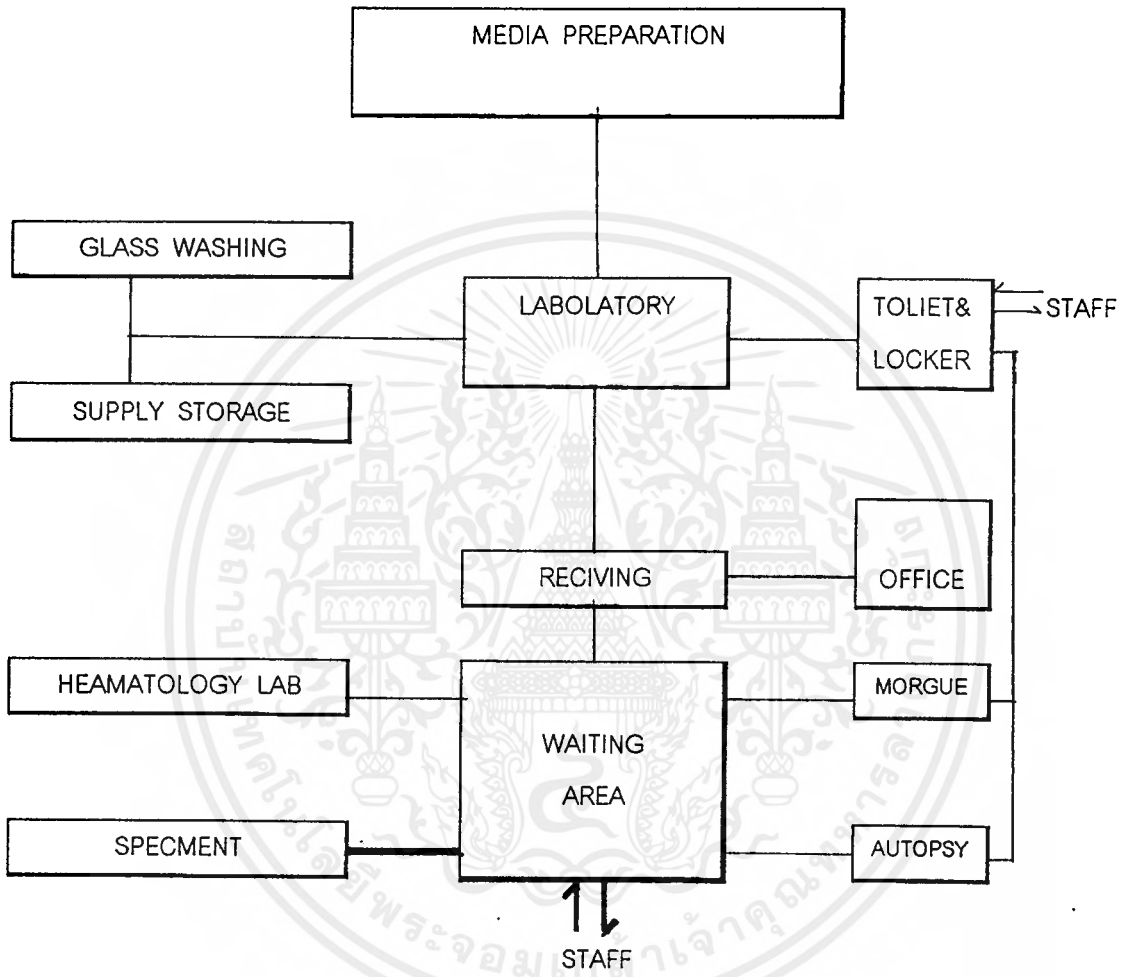 MEDIA PREPARATION
GLASS WASHING
LABOLATORY
TOLIET&
LOCKER
STAFF
SUPPLY STORAGE
RECIVING
OFFICE
HEAMATOLOGY LAB
MORGUE
WAITING
AREA
SPECMENT
AUTOPSY
STAFF